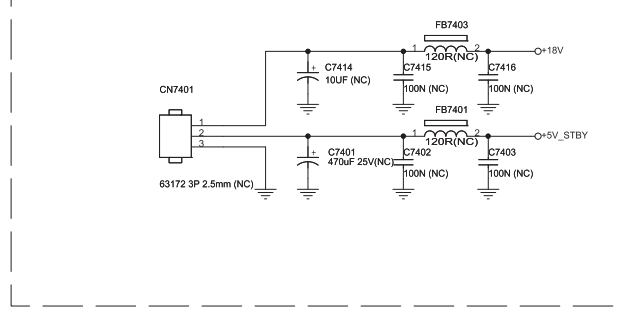 FB7403
1 2
+18V
120R(NC)
+
C7414
C7415
C7416
10UF (NC)
100N (NC)
100N (NC)
CN7401
FB7401
1
2
1 2
+5V_STBY
120R(NC)
3
+
C7401
C7402
C7403
470uF 25V(NC)
100N (NC)
100N (NC)
63172 3P 2.5mm (NC)